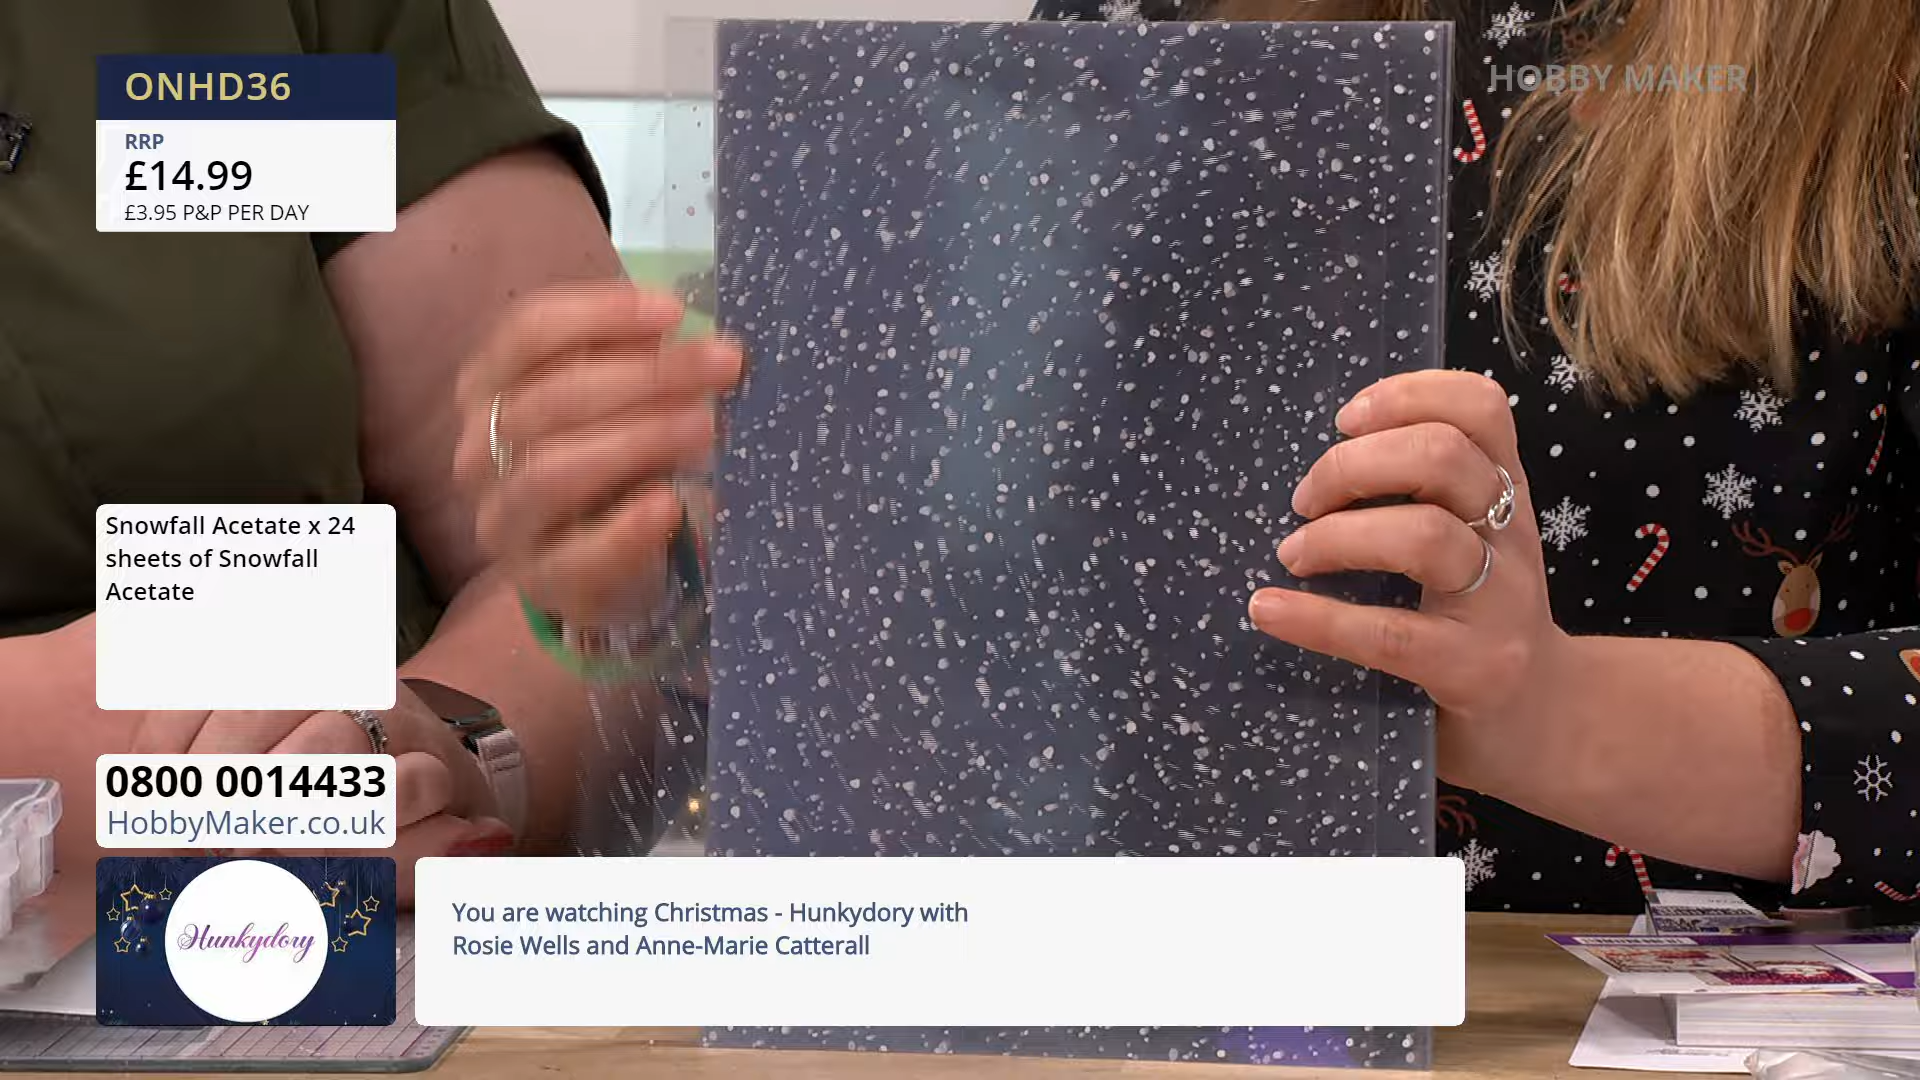 ONHD36
RRP
£14.99
£3.95 P&P PER DAY
HOBBY MAKER
Snowfall Acetate x 24
sheets of Snowfall
Acetate
0800 0014433
HobbyMaker.co.uk
Hunkydory
You are watching Christmas - Hunkydory with
Rosie Wells and Anne-Marie Catterall